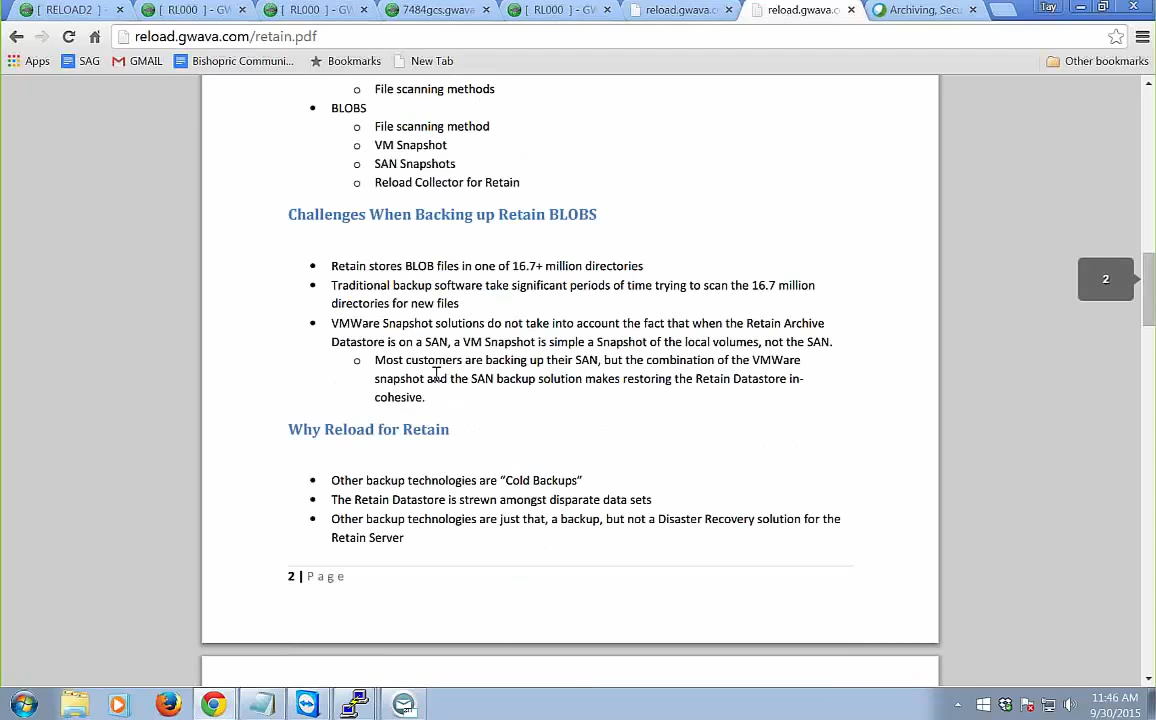 [ RELOAD2 ] -
[ RL000 ] - GW
[ RL000 ] - GW
7484gcs.gwava
[ RL000 ] - GW
reload.gwava.c
reload.gwava.c
Archiving, Secu
Tay
reload.gwava.com/retain.pdf
Apps
SAG
GMAIL
Bishopric Communi...
Bookmarks
New Tab
Other bookmarks
o File scanning methods
• BLOBS
o File scanning method
o VM Snapshot
o SAN Snapshots
o Reload Collector for Retain
Challenges When Backing up Retain BLOBS
• Retain stores BLOB files in one of 16.7+ million directories
• Traditional backup software take significant periods of time trying to scan the 16.7 million
directories for new files
• VMWare Snapshot solutions do not take into account the fact that when the Retain Archive
Datastore is on a SAN, a VM Snapshot is simple a Snapshot of the local volumes, not the SAN.
o Most customers are backing up their SAN, but the combination of the VMWare
snapshot and the SAN backup solution makes restoring the Retain Datastore in-
cohesive.
Why Reload for Retain
• Other backup technologies are “Cold Backups”
• The Retain Datastore is strewn amongst disparate data sets
• Other backup technologies are just that, a backup, but not a Disaster Recovery solution for the
Retain Server
2 | Page
2
11:46 AM
9/30/2015